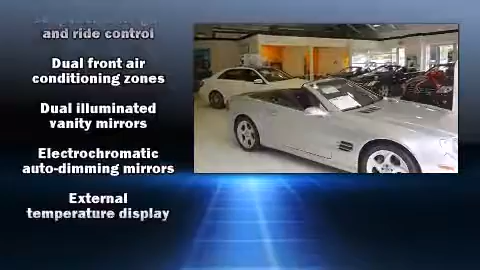 and ride control
Dual front air
conditioning zones
Dual illuminated
vanity mirrors
Electrochromatic
auto-dimming mirrors
External
temperature display